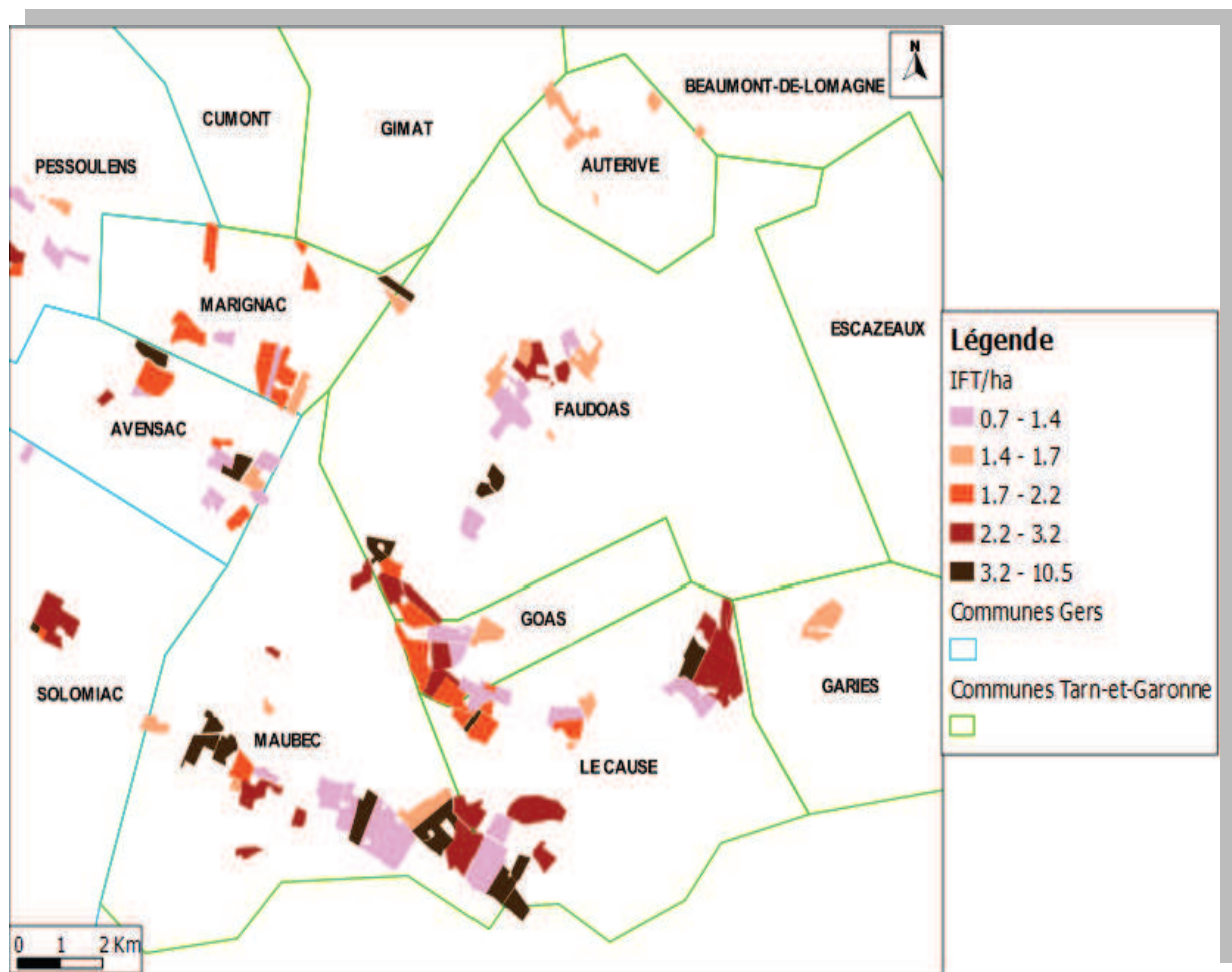 N
BEAUMONT-DE-LOMAGNE
CUMONT
GIMAT
PESSOULENS
AUTERIVE
MARIGNAC
ESCAZEAUX
FAUDOAS
AVENSAC
GOAS
SOLOMIAC
GARIES
MAUBEC
LE CAUSE
0 1 2 Km
Légende
IFT/ha
0.7 - 1.4
1.4 - 1.7
1.7 - 2.2
2.2 - 3.2
3.2 - 10.5
Communes Gers
Communes Tarn-et-Garonne